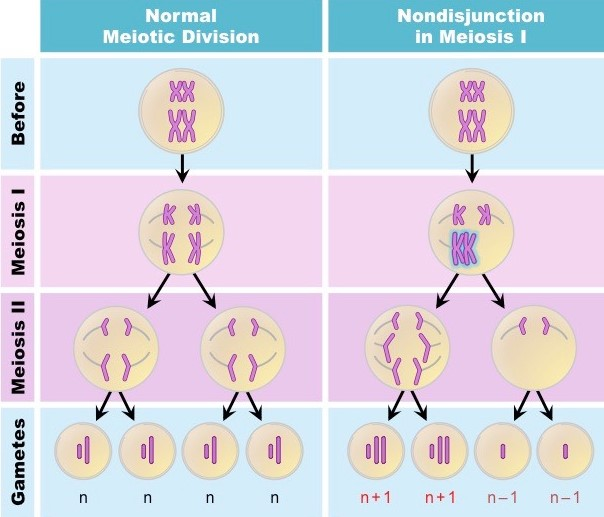 Normal
Meiotic Division
Nondisjunction
in Meiosis I
Before
Meiosis I
Meiosis II
Gametes
n
n
n
n
n+1
n+1
n−1
n−1